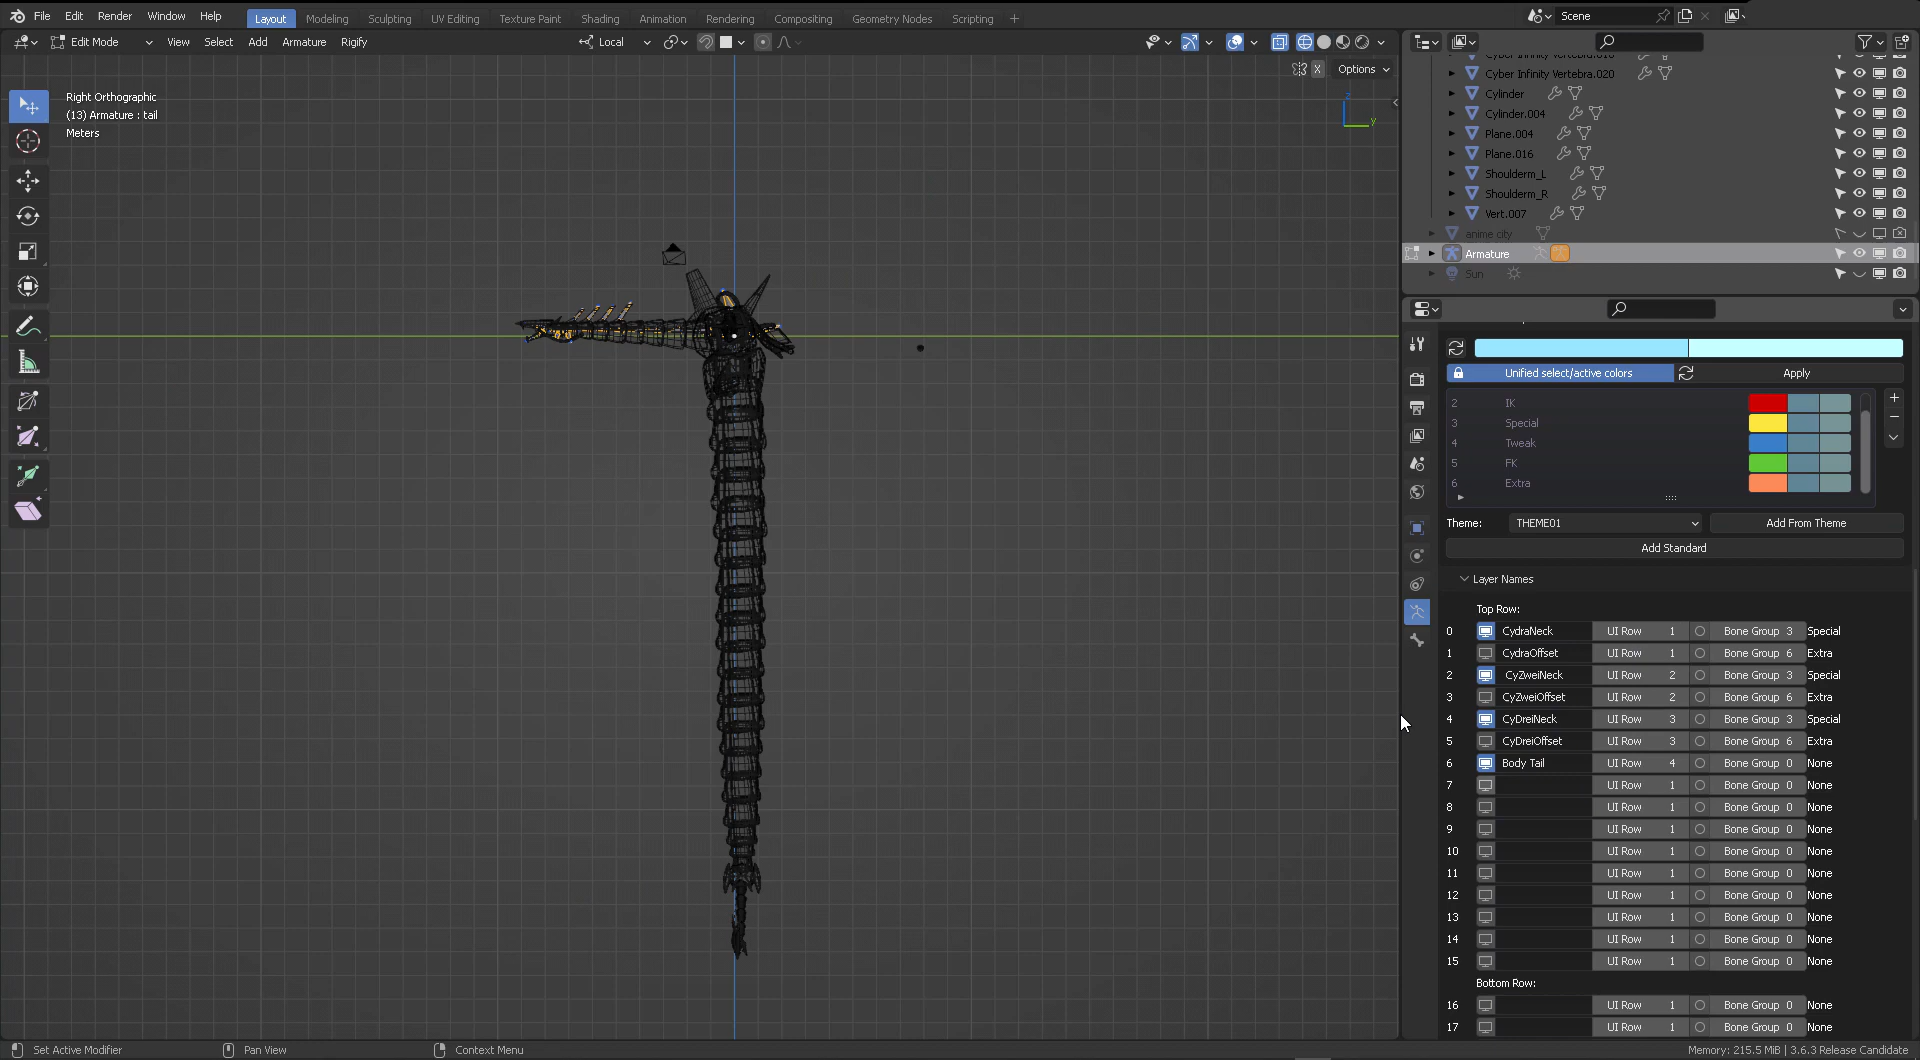 File Edit Render Window Help Layout Modeling Sculpting UV Editing Texture Paint Shading Animation Rendering Compositing Geometry Nodes Scripting + Scene
Edit Mode View Select Add Armature Rigify Local
X Options
Right Orthographic
(13) Armature : tail
Meters
z
y
Cyber Infinity Vertebra.020
Cylinder
Cylinder.004
Plane.004
Plane.016
Shoulderm_L
Shoulderm_R
Vert.007
anime city
Armature
Sun
Unified select/active colors Apply
2 IK
3 Special
4 Tweak
5 FK
6 Extra
Theme: THEME01 Add From Theme
Add Standard
Layer Names
Top Row:
0 CydraNeck UI Row 1 Bone Group 3 Special
1 CydraOffset UI Row 1 Bone Group 6 Extra
2 CyZweiNeck UI Row 2 Bone Group 3 Special
3 CyZweiOffset UI Row 2 Bone Group 6 Extra
4 CyDreiNeck UI Row 3 Bone Group 3 Special
5 CyDreiOffset UI Row 3 Bone Group 6 Extra
6 Body Tail UI Row 4 Bone Group 0 None
7 UI Row 1 Bone Group 0 None
8 UI Row 1 Bone Group 0 None
9 UI Row 1 Bone Group 0 None
10 UI Row 1 Bone Group 0 None
11 UI Row 1 Bone Group 0 None
12 UI Row 1 Bone Group 0 None
13 UI Row 1 Bone Group 0 None
14 UI Row 1 Bone Group 0 None
15 UI Row 1 Bone Group 0 None
Bottom Row:
16 UI Row 1 Bone Group 0 None
17 UI Row 1 Bone Group 0 None
Set Active Modifier Pan View Context Menu Memory: 215.5 MiB | 3.6.3 Release Candidate